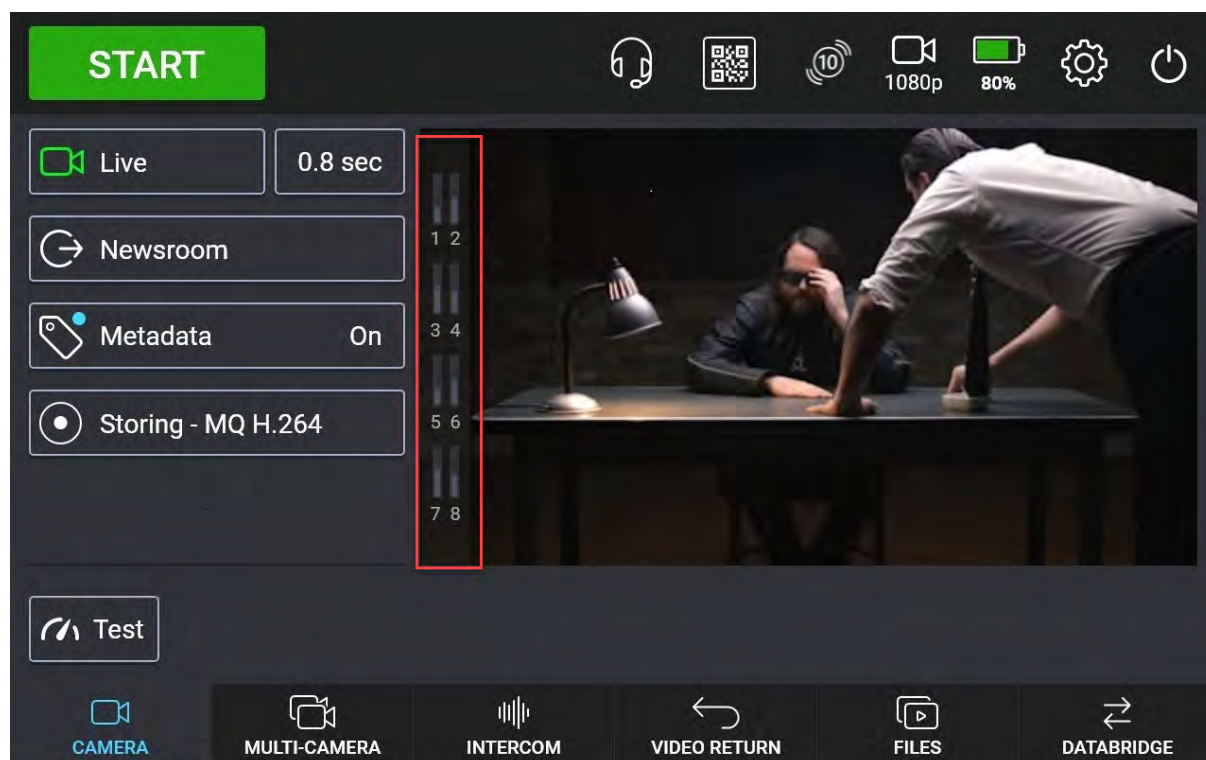 START
10
1080p
80%
Live
0.8 sec
Newsroom
Metadata On
Storing - MQ H.264
1 2
3 4
5 6
7 8
Test
CAMERA
MULTI-CAMERA
INTERCOM
VIDEO RETURN
FILES
DATABRIDGE